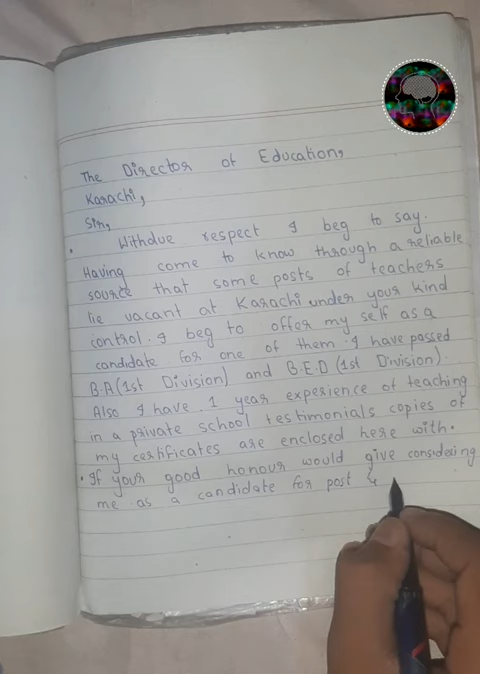 The Director of Education,
Karachi,
Sir,
Withdue respect I beg to say.
Having come to know through a reliable
source that some posts of teachers
lie vacant at Karachi under your kind
control. I beg to offer my self as a
candidate for one of them. I have passed
B.A (1st Division) and B.E.D (1st Division).
Also I have 1 year experience of teaching
in a private school testimonials copies of
my certificates are enclosed here with.
• If your good honour would give considering
me as a candidate for post